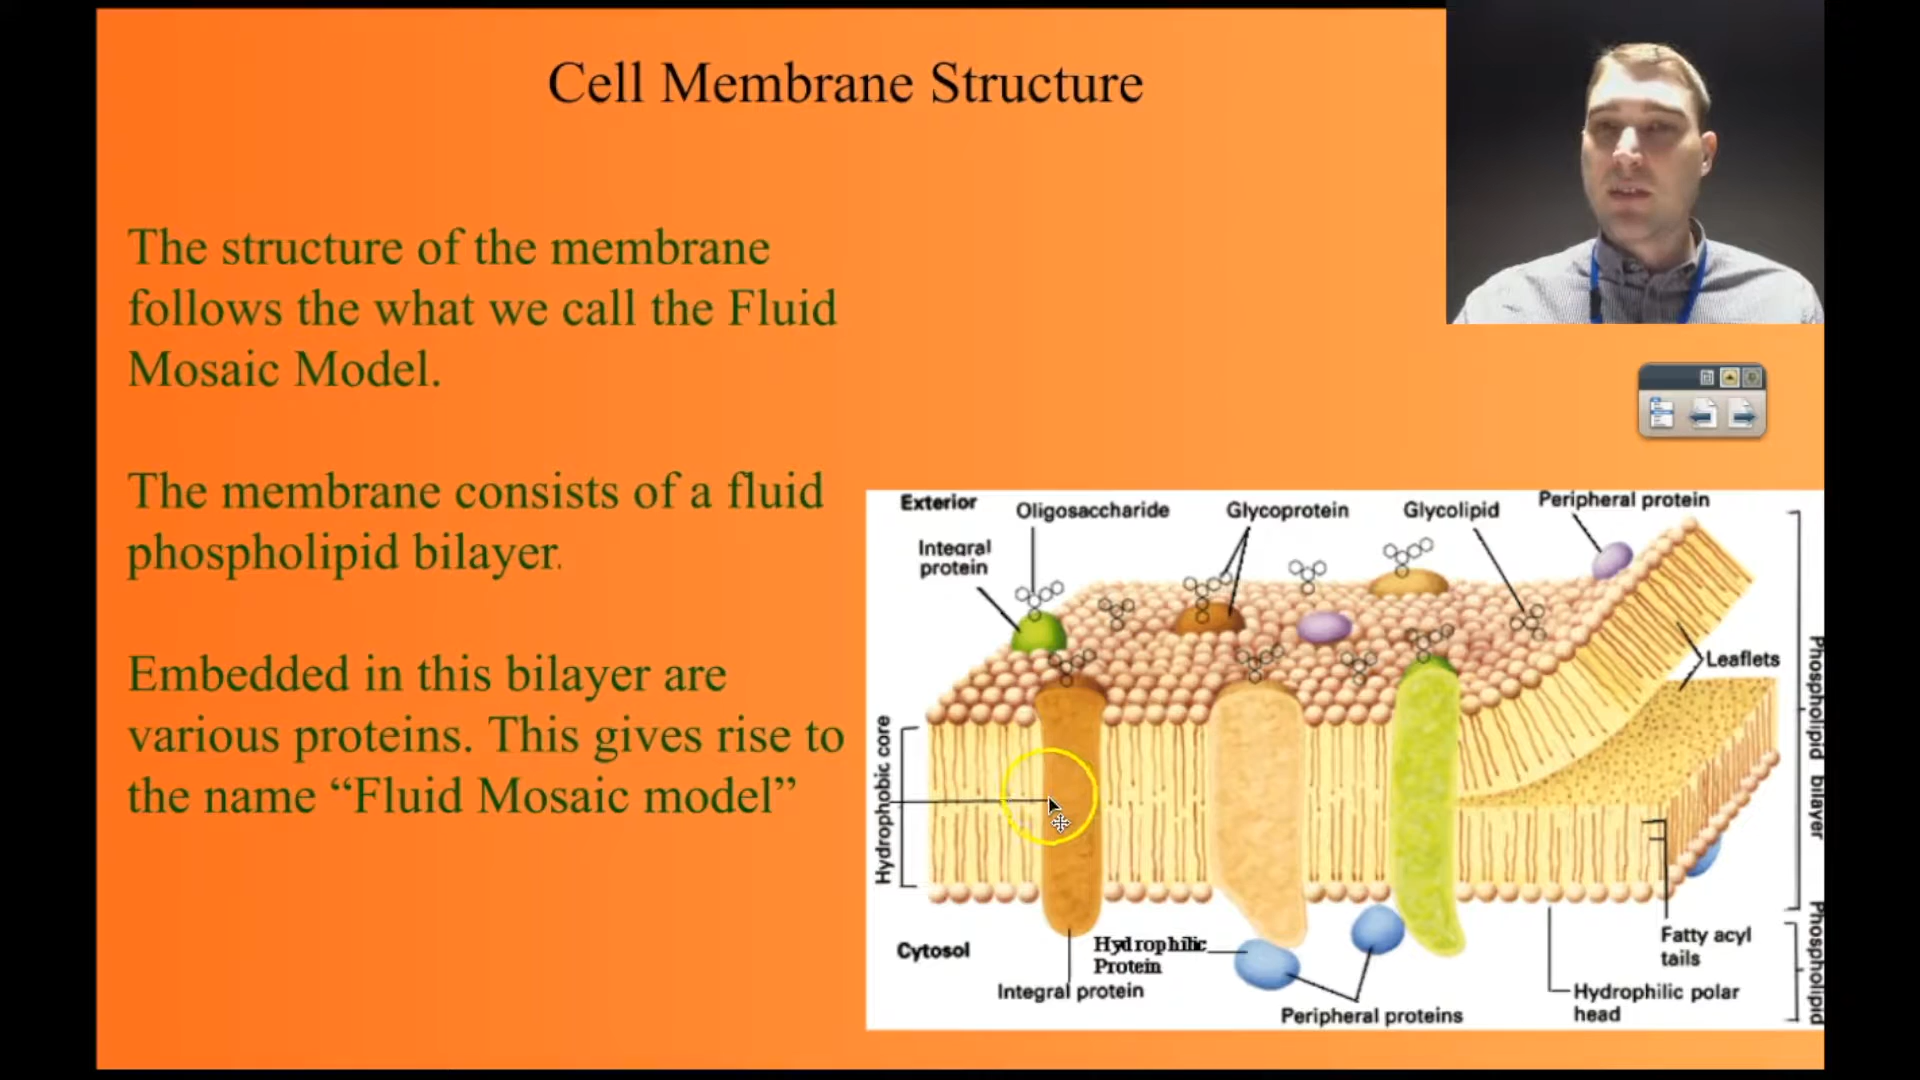 Cell Membrane Structure
The structure of the membrane
follows the what we call the Fluid
Mosaic Model.
The membrane consists of a fluid
phospholipid bilayer.
Embedded in this bilayer are
various proteins. This gives rise to
the name “Fluid Mosaic model”
Exterior
Oligosaccharide
Glycoprotein
Glycolipid
Peripheral protein
Integral
protein
Leaflets
Phospholipid bilayer
Hydrophobic core
Cytosol
Hydrophilic
Protein
Integral protein
Peripheral proteins
Fatty acyl
tails
Hydrophilic polar
head
Phospholipid